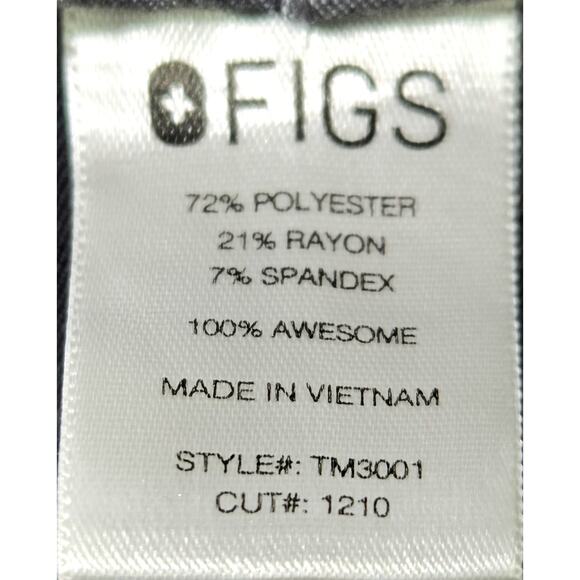 FIGS
72% POLYESTER
21% RAYON
7% SPANDEX
100% AWESOME
MADE IN VIETNAM
STYLE#: TM3001
CUT#: 1210